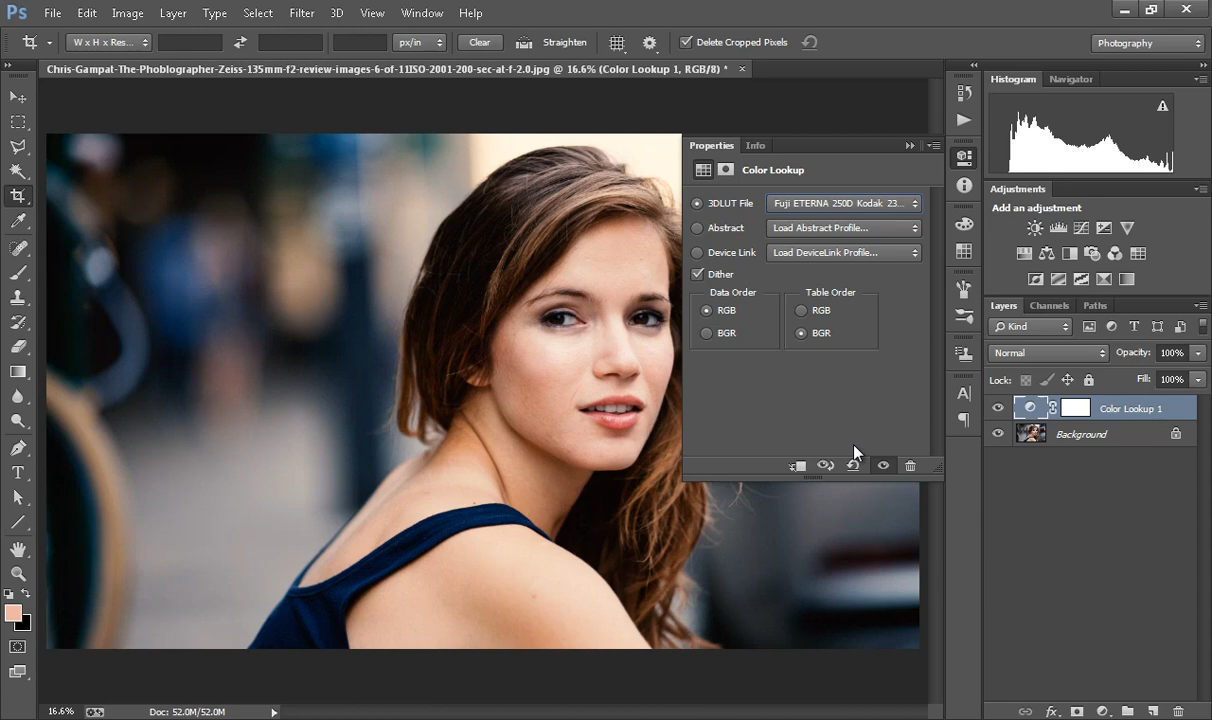 Ps File Edit Image Layer Type Select Filter 3D View Window Help
W x H x Res... px/in Clear Straighten Delete Cropped Pixels Photography
Chris-Gampat-The-Phoblographer-Zeiss-135mm-f2-review-images-6-of-11ISO-2001-200-sec-at-f-2.0.jpg @ 16.6% (Color Lookup 1, RGB/8) *
Properties Info
Color Lookup
3DLUT File Fuji ETERNA 250D Kodak 23...
Abstract Load Abstract Profile...
Device Link Load DeviceLink Profile...
Dither
Data Order Table Order
RGB RGB
BGR BGR
Histogram Navigator
Adjustments
Add an adjustment
Layers Channels Paths
Kind T
Normal Opacity: 100%
Lock: Fill: 100%
Color Lookup 1
Background
A
T
16.6% Doc: 52.0M/52.0M
fx